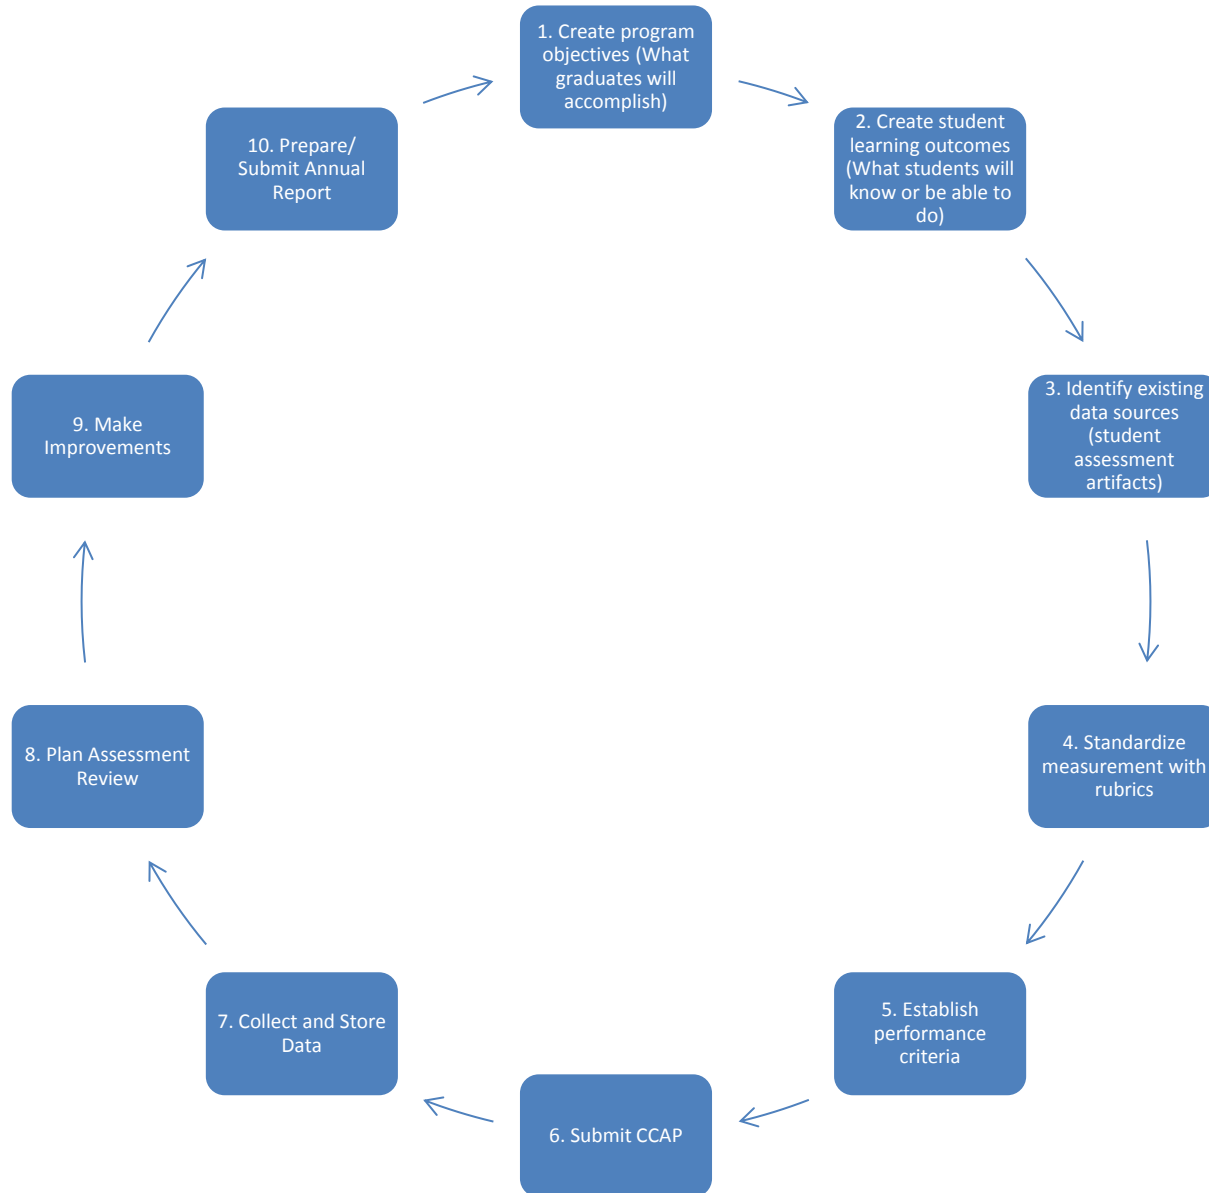 1. Create program
objectives (What
graduates will
accomplish)
2. Create student
learning outcomes
(What students will
know or be able to
do)
3. Identify existing
data sources
(student
assessment
artifacts)
4. Standardize
measurement with
rubrics
5. Establish
performance
criteria
6. Submit CCAP
7. Collect and Store
Data
8. Plan Assessment
Review
9. Make
Improvements
10. Prepare/
Submit Annual
Report